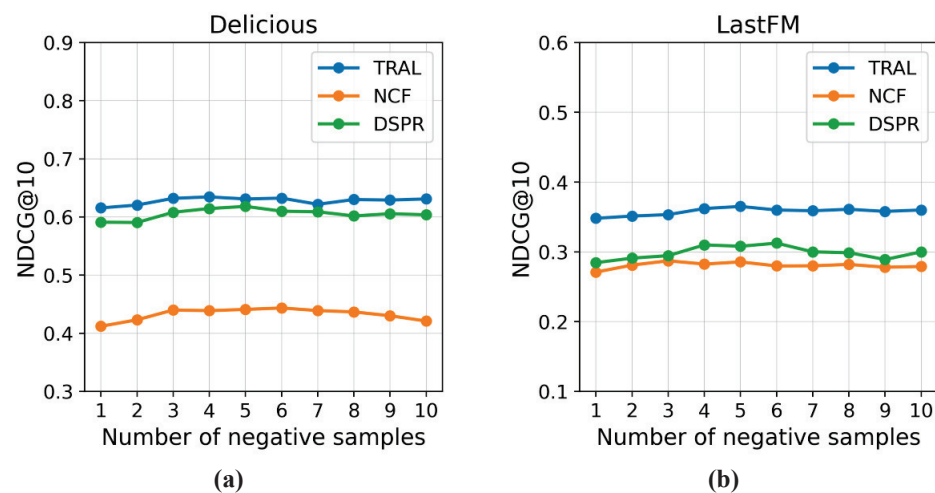 Delicious
0.9
0.8
0.7
0.6
0.5
0.4
0.3
NDCG@10
TRAL
NCF
DSPR
1 2 3 4 5 6 7 8 9 10
Number of negative samples
(a)
LastFM
0.6
0.5
0.4
0.3
0.2
0.1
NDCG@10
TRAL
NCF
DSPR
1 2 3 4 5 6 7 8 9 10
Number of negative samples
(b)